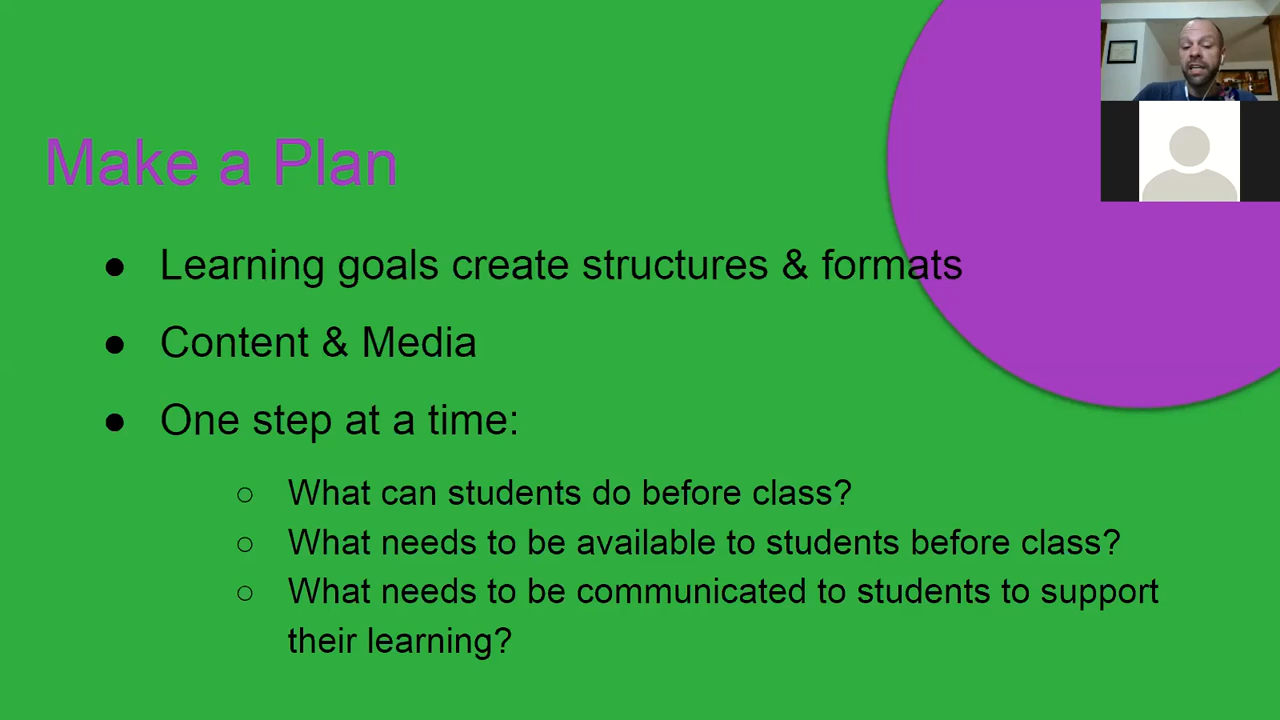 Make a Plan
● Learning goals create structures & formats
● Content & Media
● One step at a time:
○ What can students do before class?
○ What needs to be available to students before class?
○ What needs to be communicated to students to support
their learning?